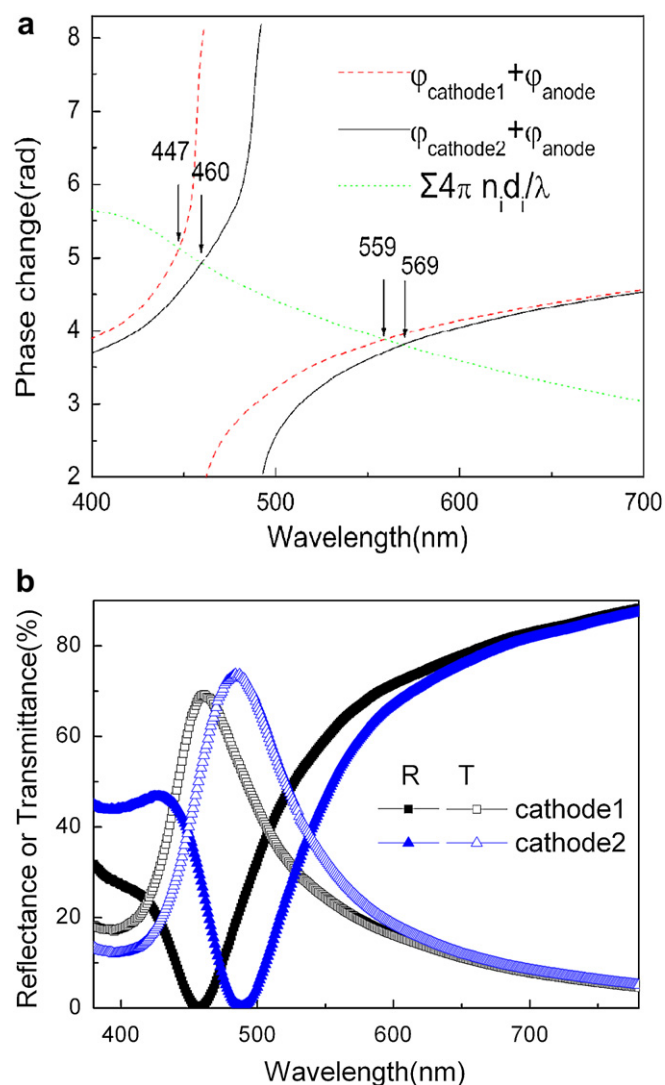 a
8
7
6
5
4
3
2
Phase change(rad)
φcathode1+φanode
φcathode2+φanode
Σ4π nidi/λ
447
460
559
569
400 500 600 700
Wavelength(nm)
b
80
60
40
20
0
Reflectance or Transmittance(%)
R T
cathode1
cathode2
400 500 600 700
Wavelength(nm)